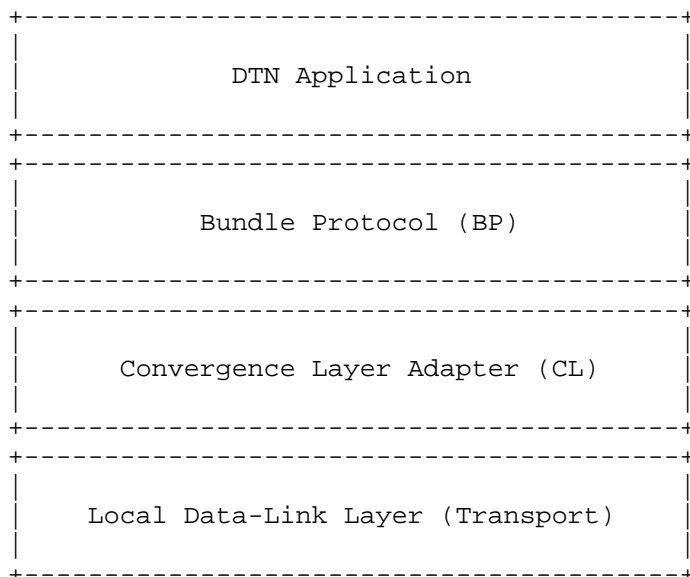 DTN Application
Bundle Protocol (BP)
Convergence Layer Adapter (CL)
Local Data-Link Layer (Transport)